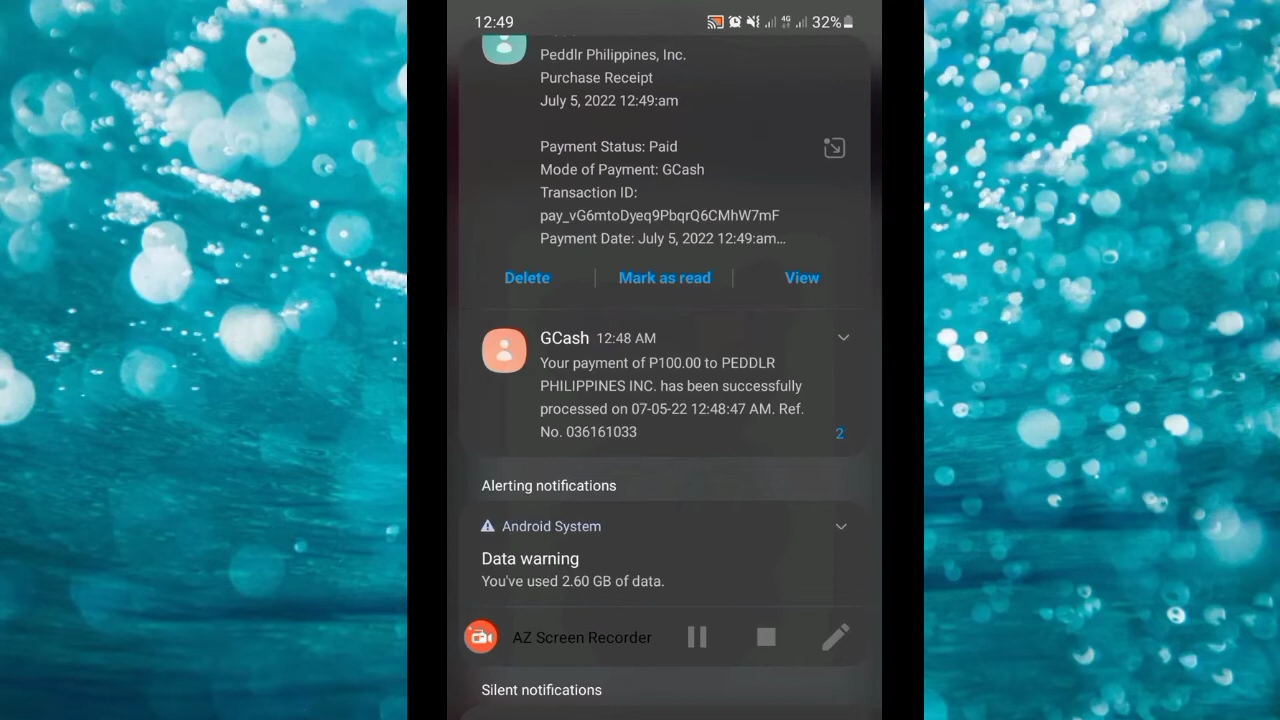 12:49
4G
32%
Peddlr Philippines, Inc.
Purchase Receipt
July 5, 2022 12:49:am
Payment Status: Paid
Mode of Payment: GCash
Transaction ID:
pay_vG6mtoDyeq9PbqrQ6CMhW7mF
Payment Date: July 5, 2022 12:49:am...
Delete
Mark as read
View
GCash 12:48 AM
Your payment of P100.00 to PEDDLR
PHILIPPINES INC. has been successfully
processed on 07-05-22 12:48:47 AM. Ref.
No. 036161033
2
Alerting notifications
Android System
Data warning
You've used 2.60 GB of data.
AZ Screen Recorder
Silent notifications